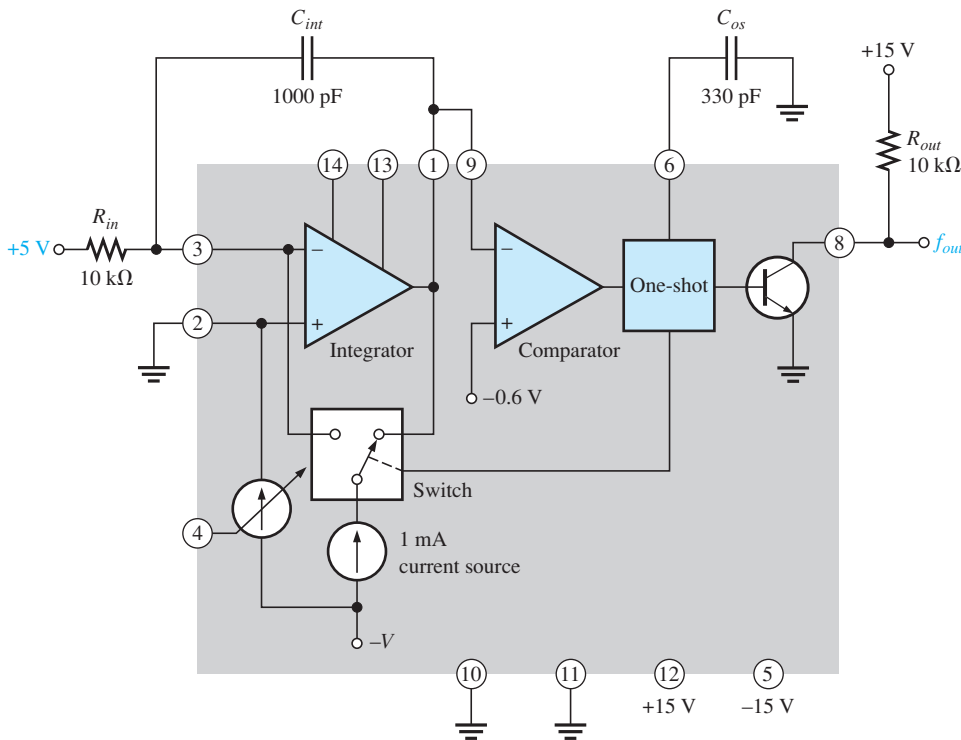 C_int
1000 pF
C_os
330 pF
+15 V
R_out
10 kΩ
14
13
1
9
6
R_in
+5 V
10 kΩ
3
–
+
Integrator
2
–
+
Comparator
–0.6 V
One-shot
8
f_out
Switch
4
1 mA
current source
–V
10
11
12
+15 V
5
–15 V